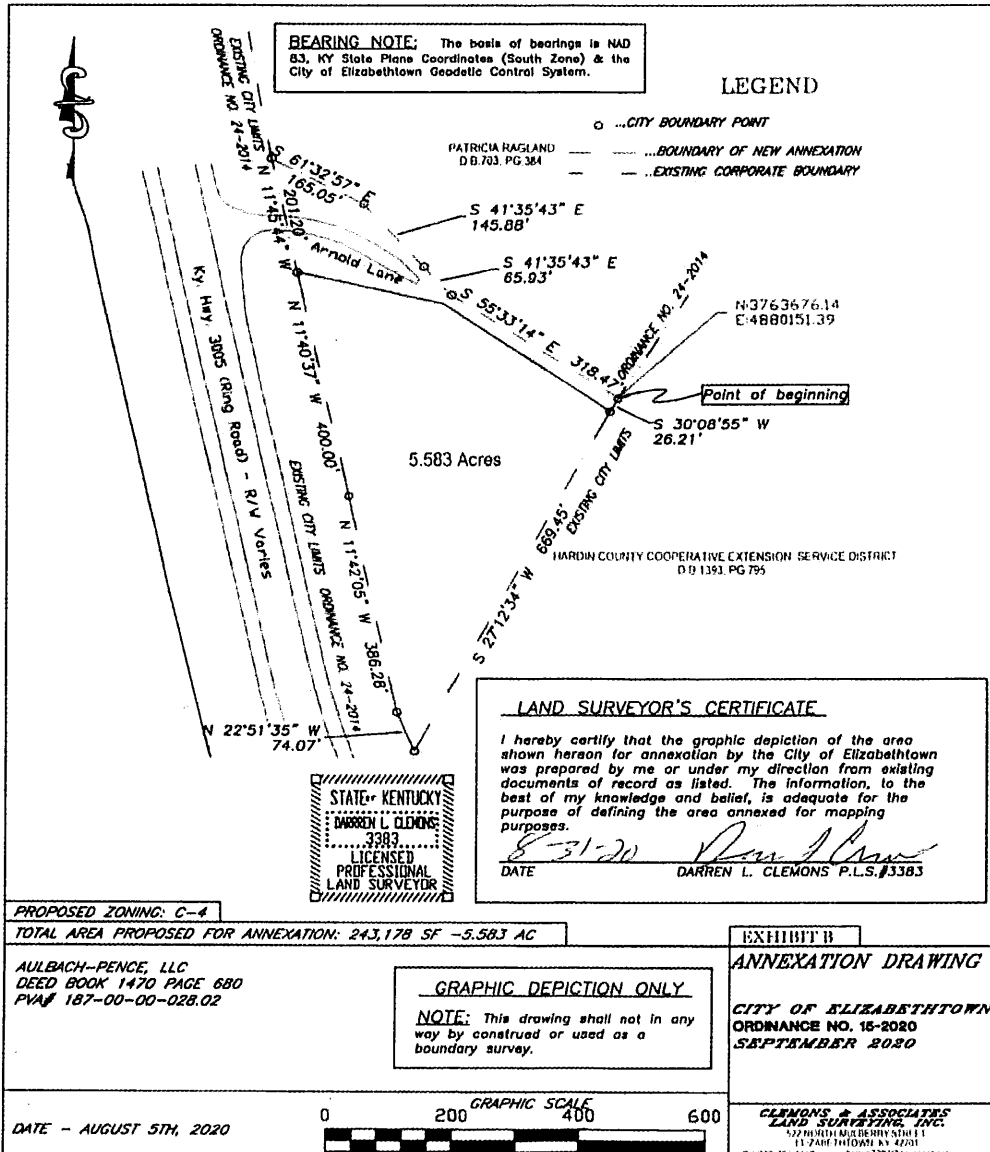 BEARING NOTE: The basis of bearings is NAD
83, KY State Plane Coordinates (South Zone) & the
City of Elizabethtown Geodetic Control System.
LEGEND
...CITY BOUNDARY POINT
...BOUNDARY OF NEW ANNEXATION
...EXISTING CORPORATE BOUNDARY
PATRICIA RAGLAND
D.B.703, PG 384
EXISTING CITY LIMITS
ORDINANCE NO. 24-2014
S 61°32'57" E
165.05'
N 11°45'44" W
201.20'
Arnold Lane
S 41°35'43" E
145.88'
S 41°35'43" E
65.93'
S 55°33'14" E 318.47'
ORDINANCE NO. 24-2014
N:3763676.14
E:4880151.39
Point of beginning
S 30°08'55" W
26.21'
Ky. Hwy. 3005 (Ring Road) - R/W Varies
N 11°40'37" W 400.00'
5.583 Acres
EXISTING CITY LIMITS
669.45'
S 27°12'34" W
HARDIN COUNTY COOPERATIVE EXTENSION SERVICE DISTRICT
D.B 1393, PG 795
EXISTING CITY LIMITS ORDINANCE NO. 24-2014
N 11°42'05" W 386.28'
N 22°51'35" W
74.07'
STATE OF KENTUCKY
DARRREN L. CLEMONS
3383
LICENSED
PROFESSIONAL
LAND SURVEYOR
LAND SURVEYOR'S CERTIFICATE
I hereby certify that the graphic depiction of the area
shown hereon for annexation by the City of Elizabethtown
was prepared by me or under my direction from existing
documents of record as listed. The information, to the
best of my knowledge and belief, is adequate for the
purpose of defining the area annexed for mapping
purposes.
8-31-20
DATE DARREN L. CLEMONS P.L.S.#3383
PROPOSED ZONING: C-4
TOTAL AREA PROPOSED FOR ANNEXATION: 243,178 SF -5.583 AC
AULBACH-PENCE, LLC
DEED BOOK 1470 PAGE 680
PVA# 187-00-00-028.02
GRAPHIC DEPICTION ONLY
NOTE: This drawing shall not in any
way by construed or used as a
boundary survey.
EXHIBIT B
ANNEXATION DRAWING
CITY OF ELIZABETHTOWN
ORDINANCE NO. 15-2020
SEPTEMBER 2020
DATE - AUGUST 5TH, 2020
GRAPHIC SCALE
0 200 400 600
CLEMONS & ASSOCIATES
LAND SURVEYING, INC.
522 NORTH MULBERRY STREET
ELIZABETHTOWN, KY 42701